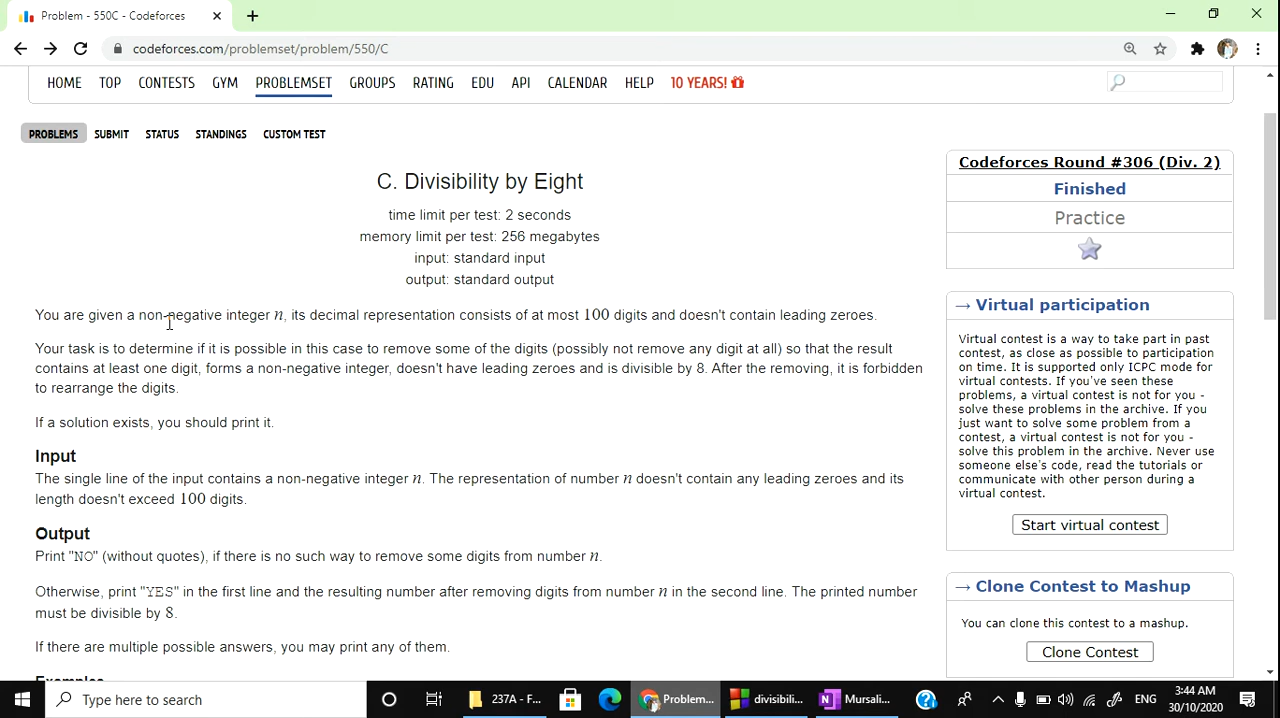 Problem - 550C - Codeforces
codeforces.com/problemset/problem/550/C
HOME TOP CONTESTS GYM PROBLEMSET GROUPS RATING EDU API CALENDAR HELP 10 YEARS!
PROBLEMS SUBMIT STATUS STANDINGS CUSTOM TEST
C. Divisibility by Eight
time limit per test: 2 seconds
memory limit per test: 256 megabytes
input: standard input
output: standard output
You are given a non-negative integer n, its decimal representation consists of at most 100 digits and doesn't contain leading zeroes.
Your task is to determine if it is possible in this case to remove some of the digits (possibly not remove any digit at all) so that the result
contains at least one digit, forms a non-negative integer, doesn't have leading zeroes and is divisible by 8. After the removing, it is forbidden
to rearrange the digits.
If a solution exists, you should print it.
Input
The single line of the input contains a non-negative integer n. The representation of number n doesn't contain any leading zeroes and its
length doesn't exceed 100 digits.
Output
Print "NO" (without quotes), if there is no such way to remove some digits from number n.
Otherwise, print "YES" in the first line and the resulting number after removing digits from number n in the second line. The printed number
must be divisible by 8.
If there are multiple possible answers, you may print any of them.
Examples
Codeforces Round #306 (Div. 2)
Finished
Practice
→ Virtual participation
Virtual contest is a way to take part in past
contest, as close as possible to participation
on time. It is supported only ICPC mode for
virtual contests. If you've seen these
problems, a virtual contest is not for you -
solve these problems in the archive. If you
just want to solve some problem from a
contest, a virtual contest is not for you -
solve this problem in the archive. Never use
someone else's code, read the tutorials or
communicate with other person during a
virtual contest.
Start virtual contest
→ Clone Contest to Mashup
You can clone this contest to a mashup.
Clone Contest
Type here to search
237A - F...
Problem...
divisibili...
Mursali...
ENG
3:44 AM
30/10/2020